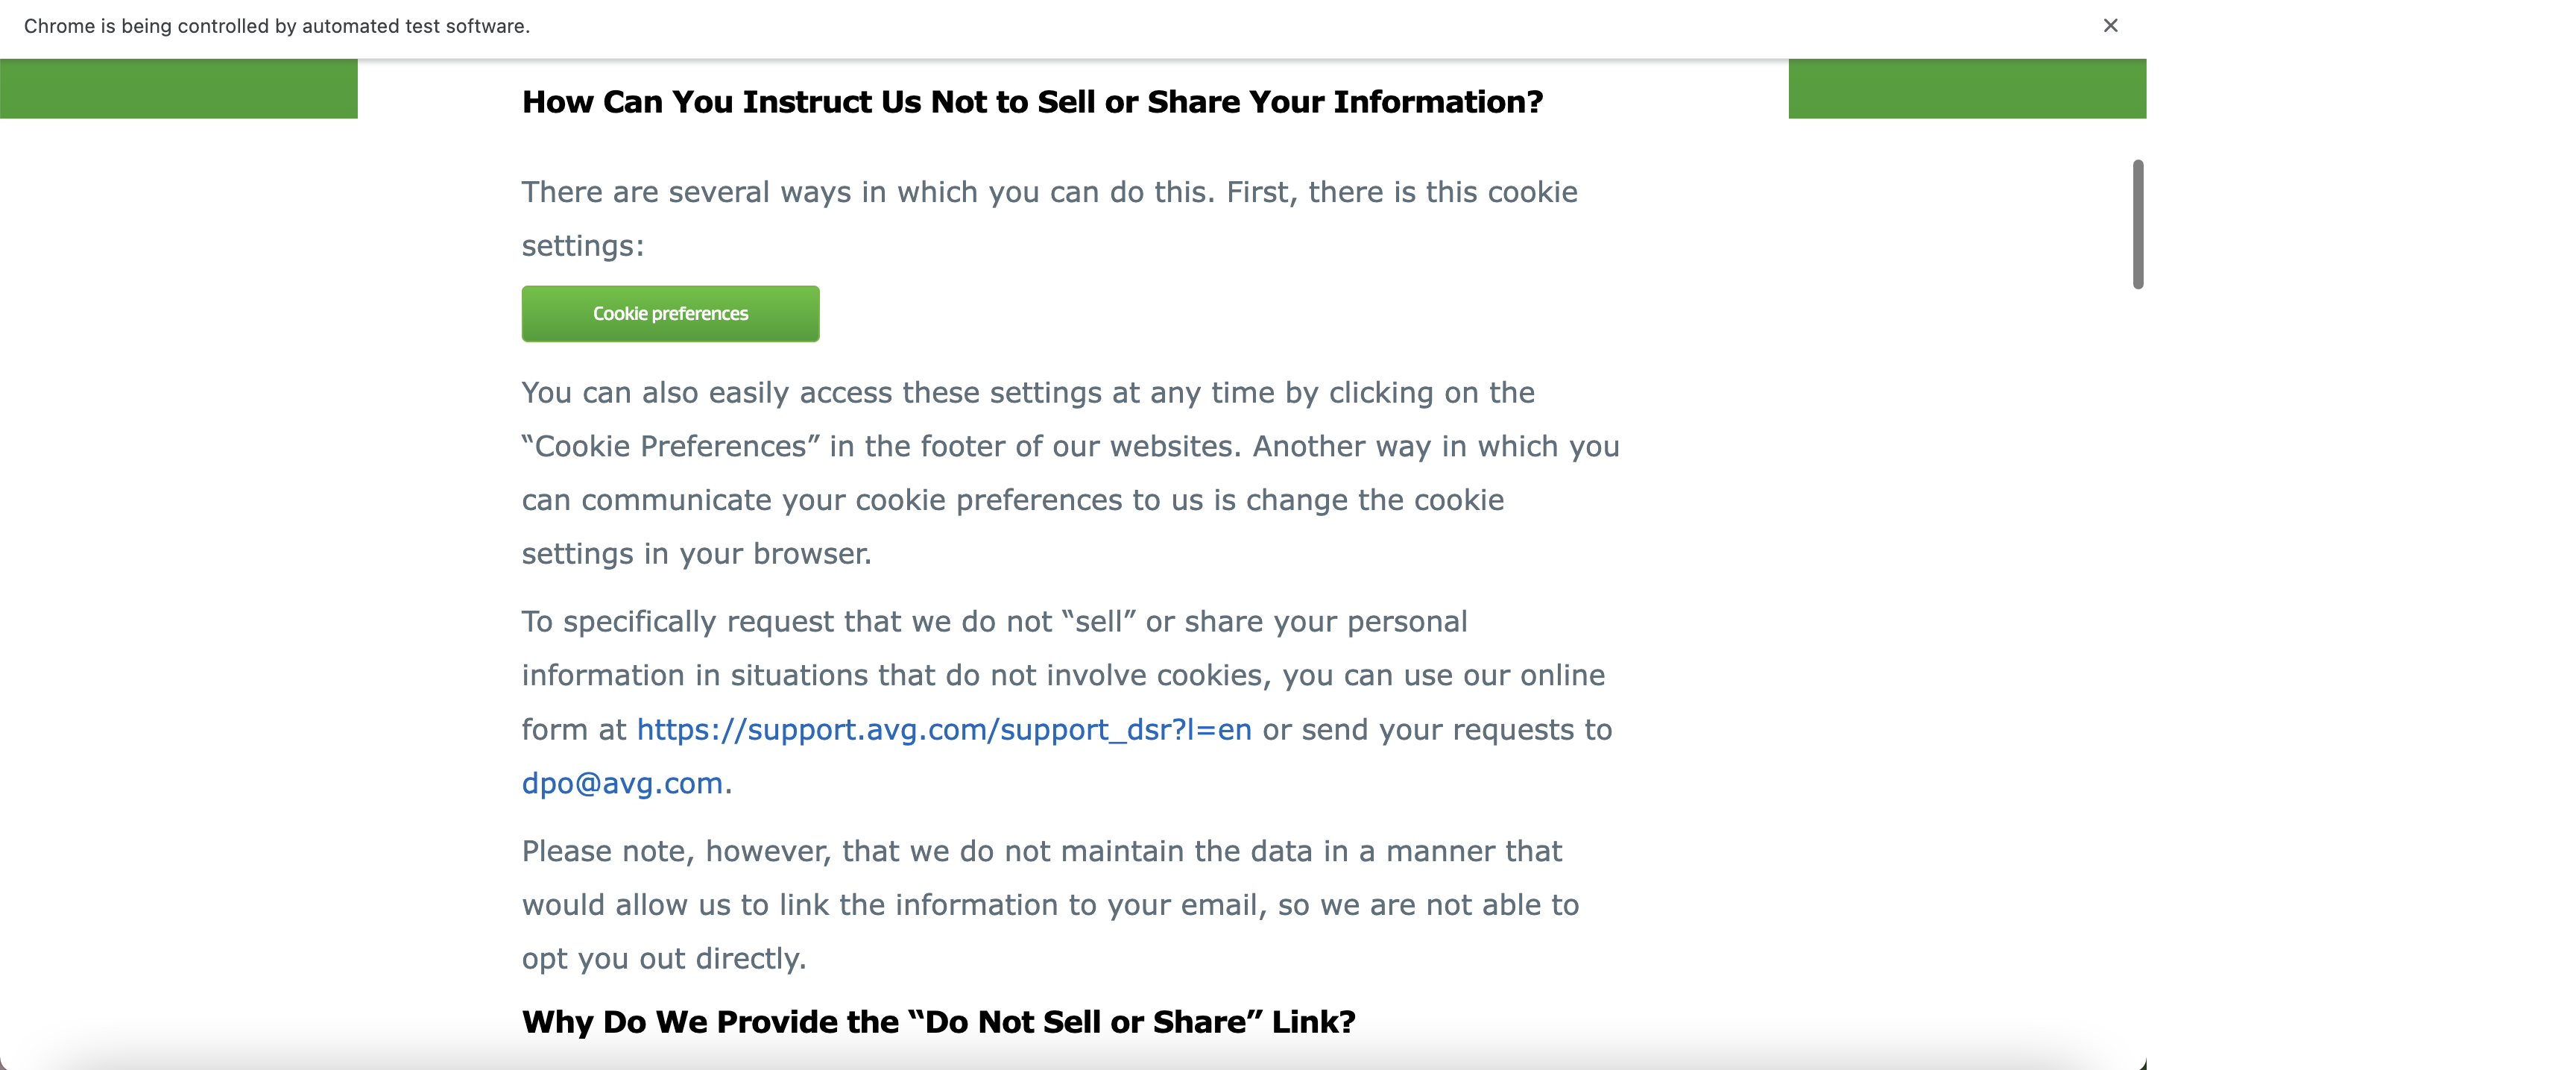 Chrome is being controlled by automated test software.
How Can You Instruct Us Not to Sell or Share Your Information?
There are several ways in which you can do this. First, there is this cookie
settings:
Cookie preferences
You can also easily access these settings at any time by clicking on the
“Cookie Preferences” in the footer of our websites. Another way in which you
can communicate your cookie preferences to us is change the cookie
settings in your browser.
To specifically request that we do not “sell” or share your personal
information in situations that do not involve cookies, you can use our online
form at https://support.avg.com/support_dsr?l=en or send your requests to
dpo@avg.com.
Please note, however, that we do not maintain the data in a manner that
would allow us to link the information to your email, so we are not able to
opt you out directly.
Why Do We Provide the “Do Not Sell or Share” Link?